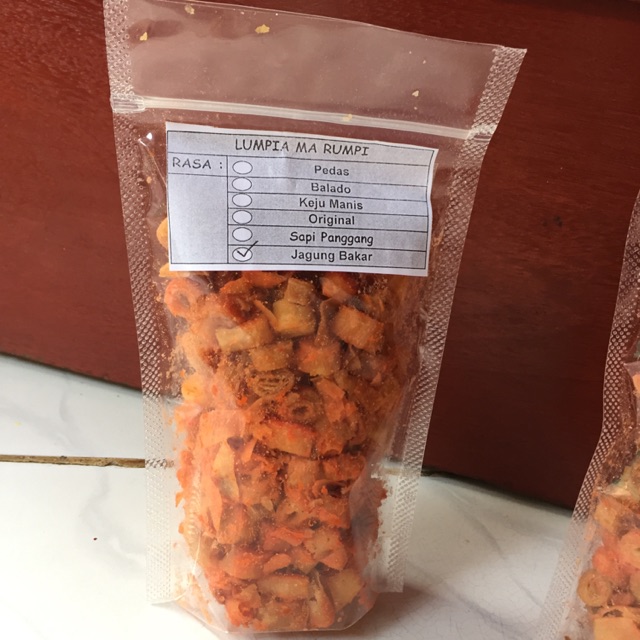 LUMPIA MA RUMPI
RASA :
Pedas
Balado
Keju Manis
Original
Sapi Panggang
Jagung Bakar